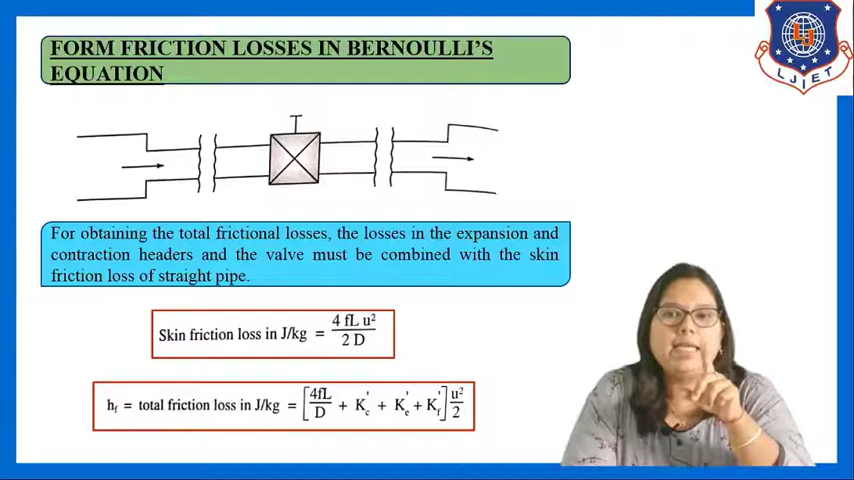 FORM FRICTION LOSSES IN BERNOULLI'S
EQUATION
LJ
LJIET
For obtaining the total frictional losses, the losses in the expansion and
contraction headers and the valve must be combined with the skin
friction loss of straight pipe.
Skin friction loss in J/kg = 4 fL u² / 2 D
h_f = total friction loss in J/kg = [4fL/D + K'_c + K'_e + K'_f] u²/2